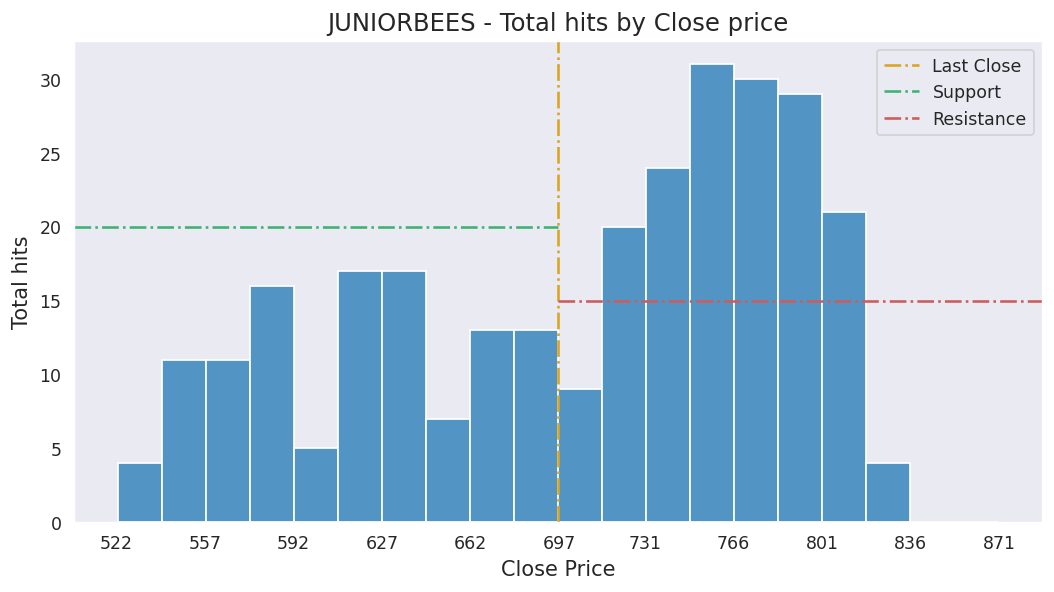 JUNIORBEES - Total hits by Close price
Last Close
Support
Resistance
Total hits
30
25
20
15
10
5
0
522 557 592 627 662 697 731 766 801 836 871
Close Price